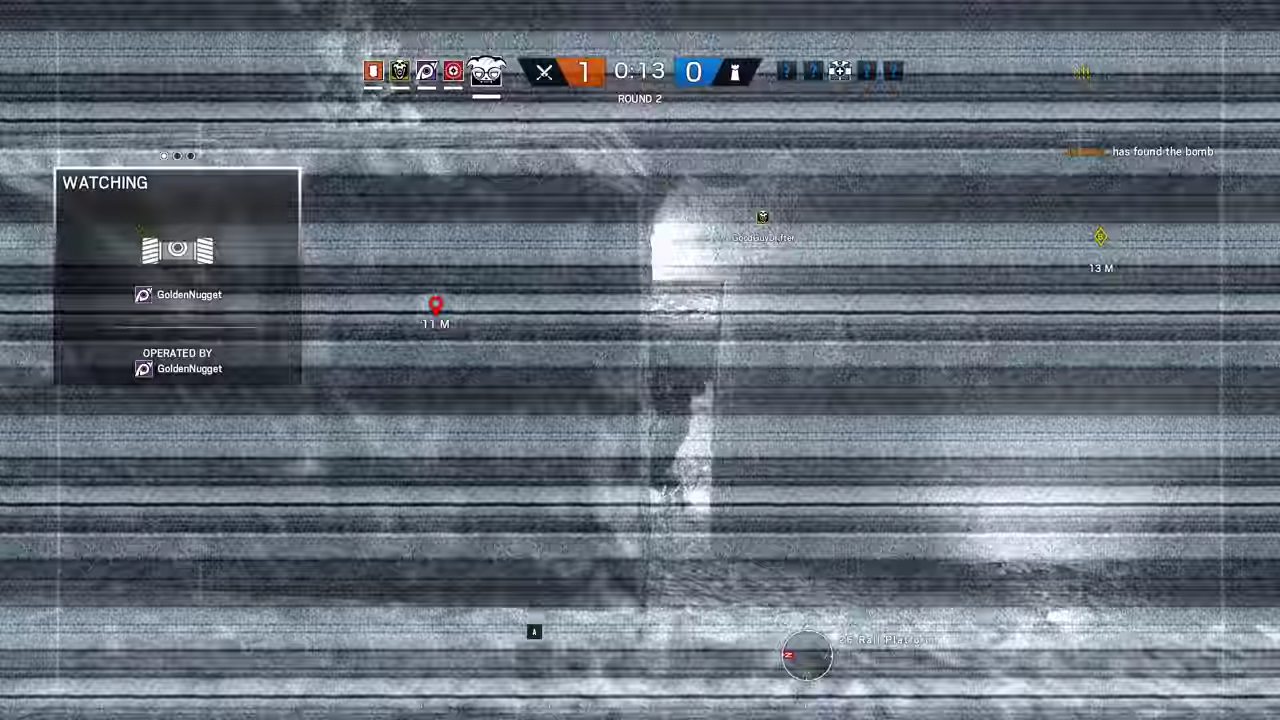 1 0:13 0
ROUND 2
has found the bomb
WATCHING
GoldenNugget
OPERATED BY
GoldenNugget
11 M
B
13 M
A
N